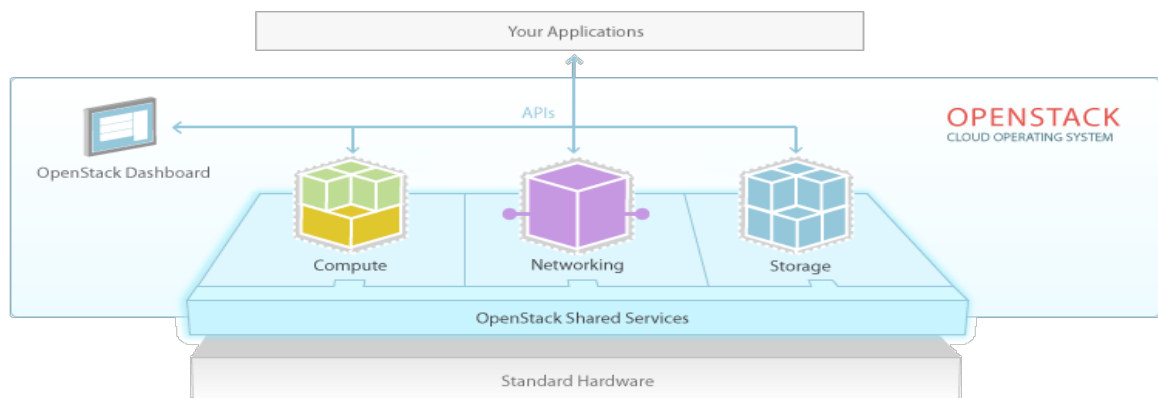 Your Applications
APIs
OPENSTACK
CLOUD OPERATING SYSTEM
OpenStack Dashboard
Compute
Networking
Storage
OpenStack Shared Services
Standard Hardware